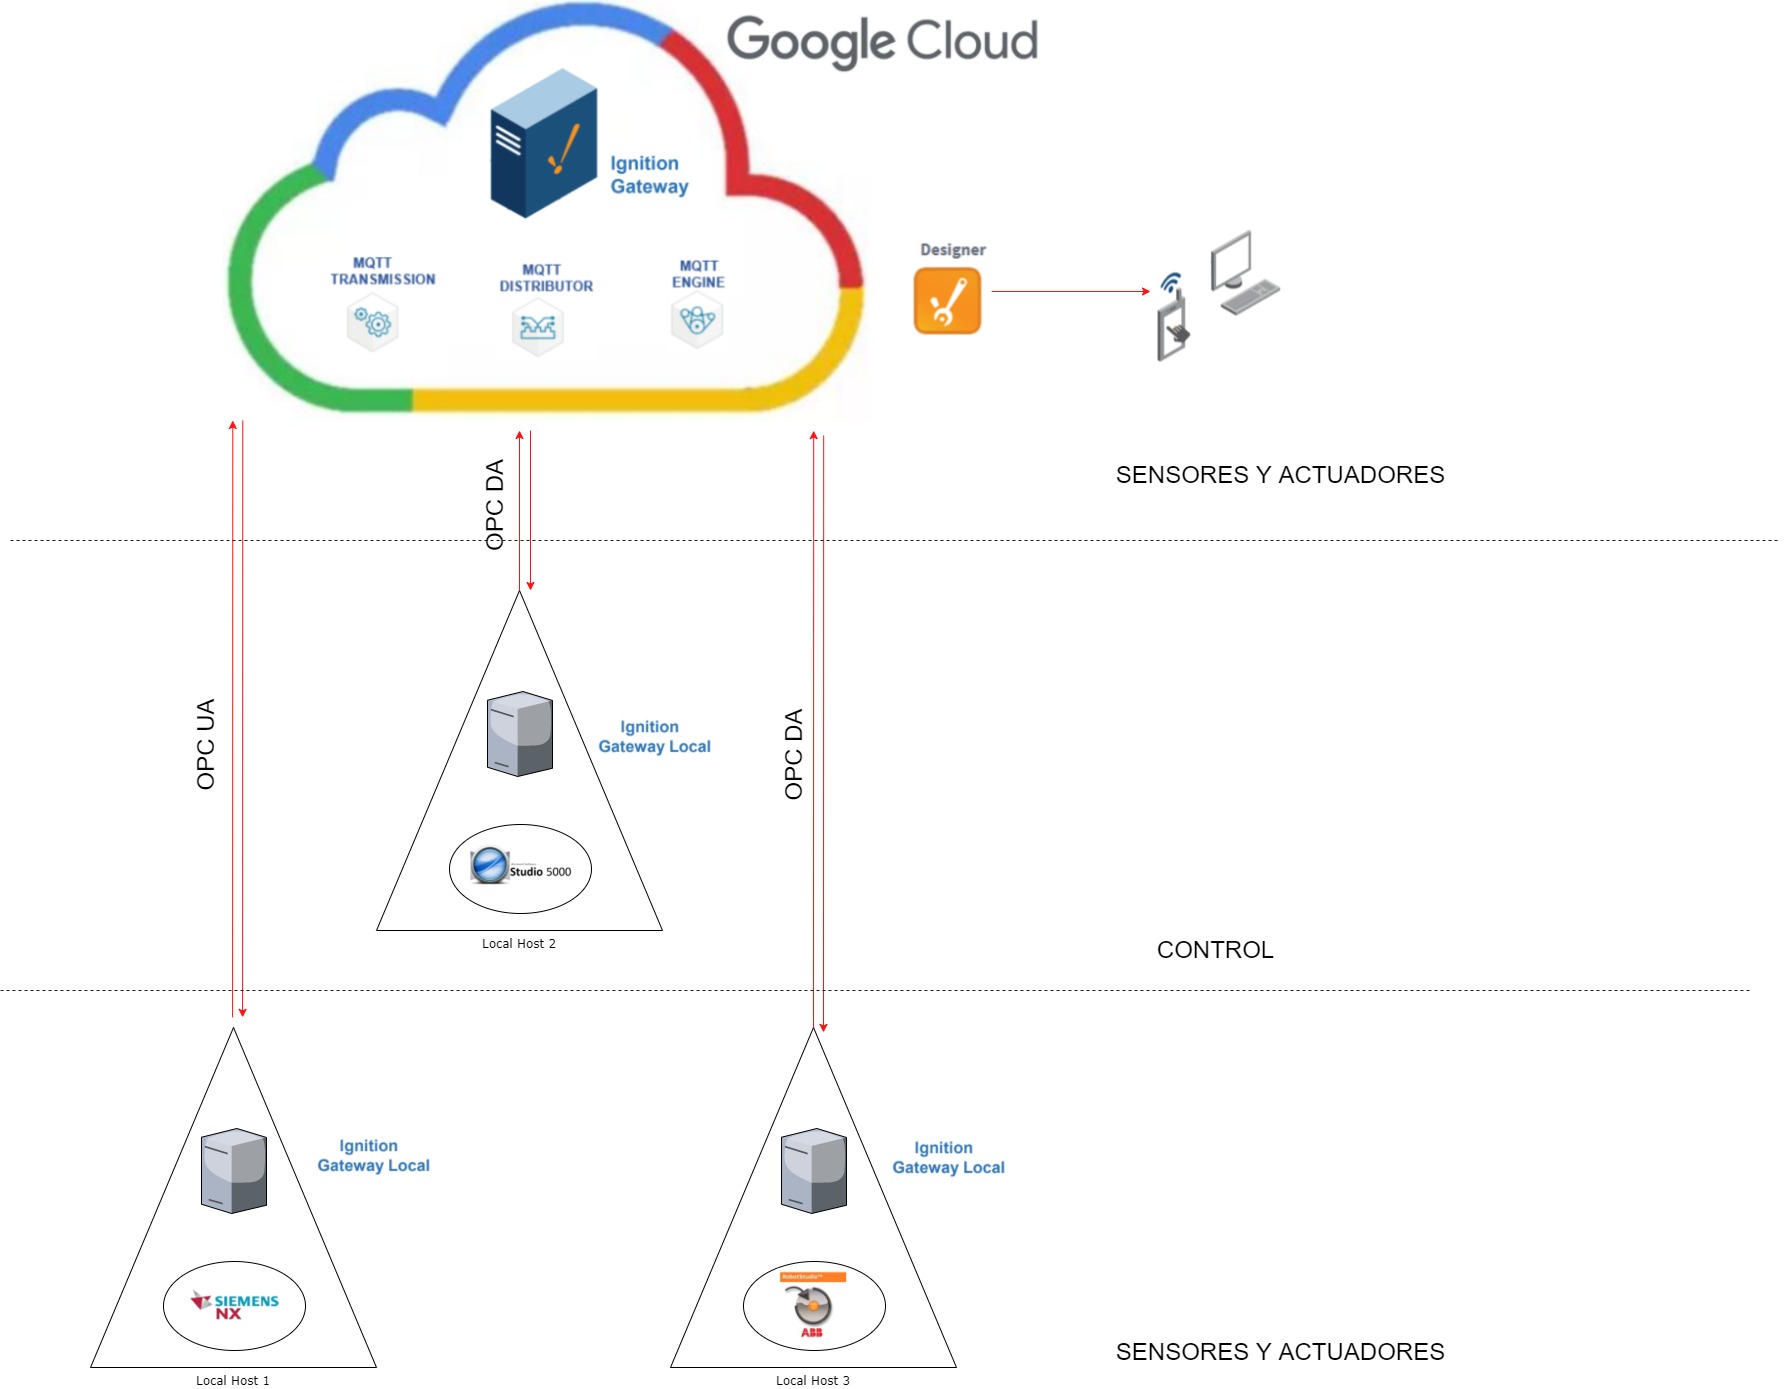 Google Cloud
Ignition
Gateway
MQTT
TRANSMISSION
MQTT
DISTRIBUTOR
MQTT
ENGINE
Designer
SENSORES Y ACTUADORES
OPC DA
OPC UA
OPC DA
Ignition
Gateway Local
Studio 5000
Local Host 2
CONTROL
Ignition
Gateway Local
SIEMENS
NX
Local Host 1
Ignition
Gateway Local
RobotStudio™
ABB
Local Host 3
SENSORES Y ACTUADORES